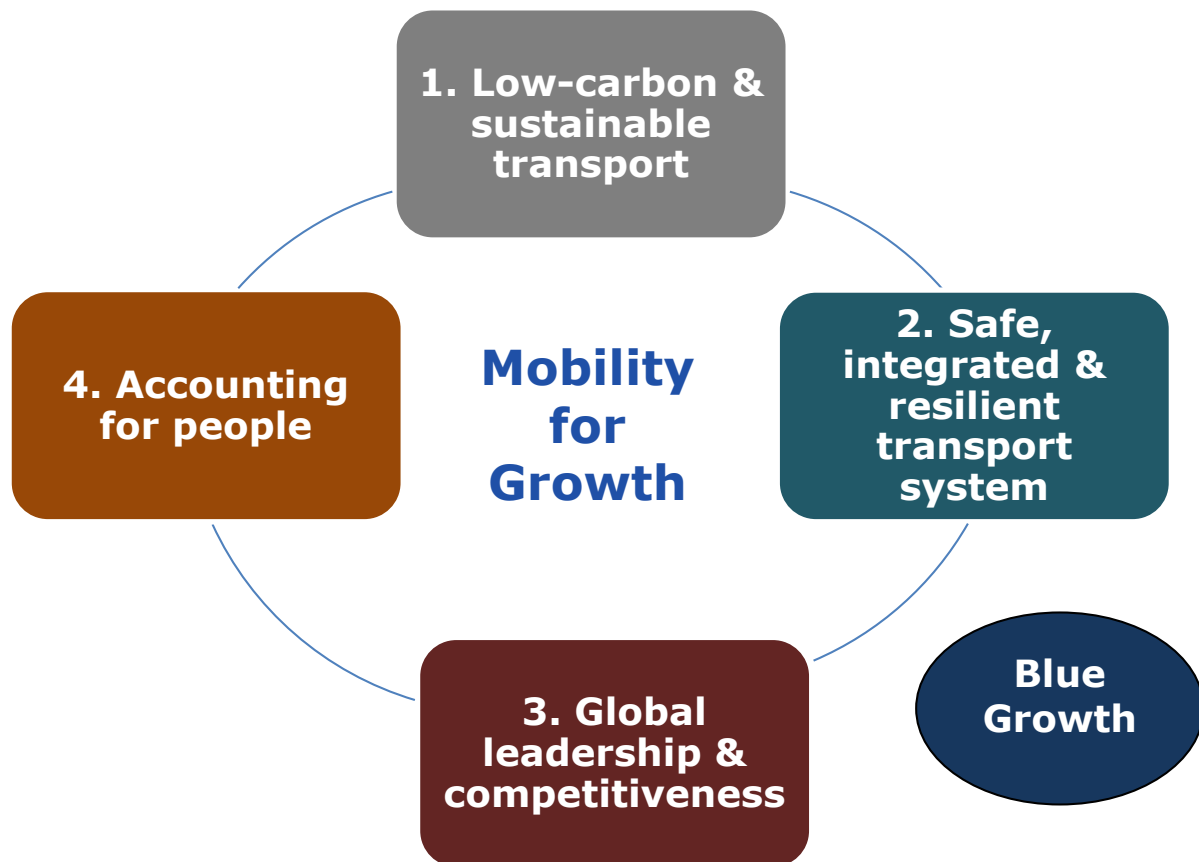 1. Low-carbon &
sustainable
transport
2. Safe,
integrated &
resilient
transport
system
Mobility
for
Growth
4. Accounting
for people
3. Global
leadership &
competitiveness
Blue
Growth